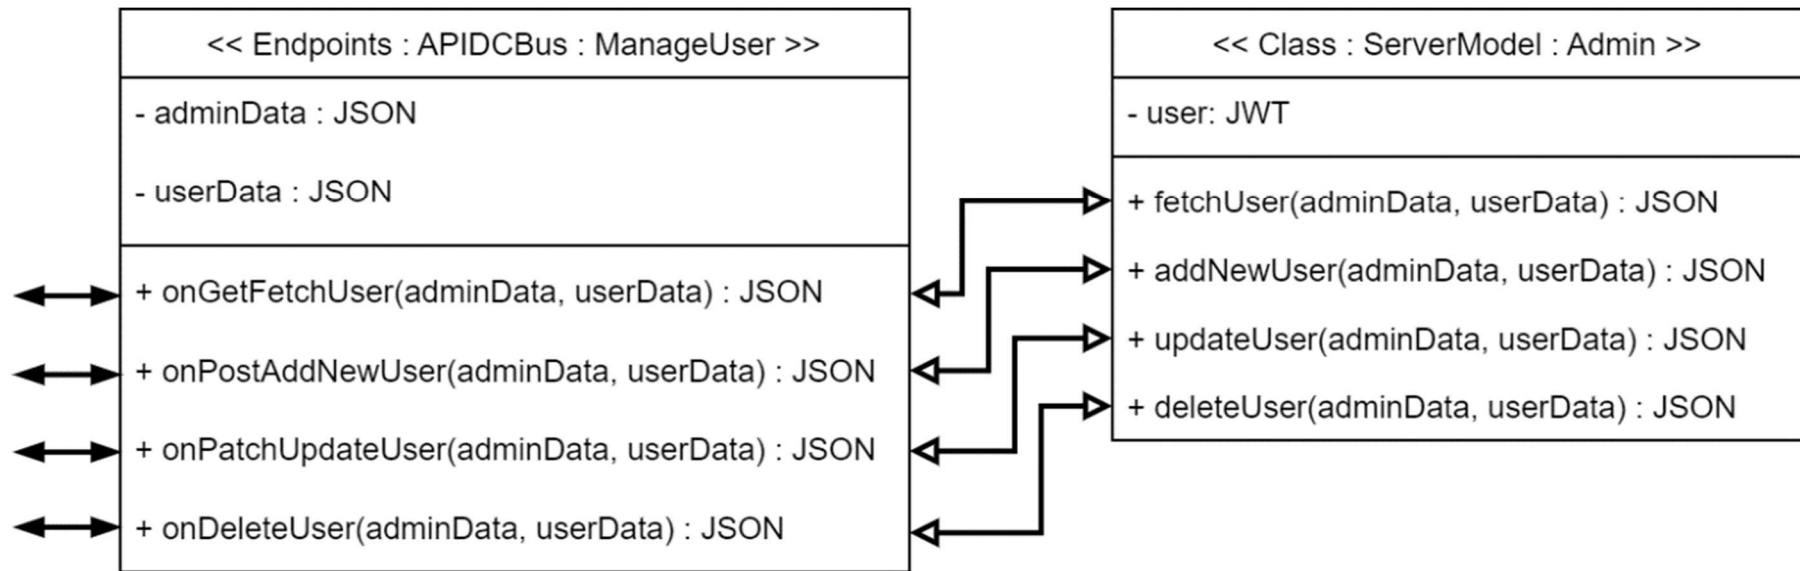 << Endpoints : APIDCBus : ManageUser >>
- adminData : JSON
- userData : JSON
+ onGetFetchUser(adminData, userData) : JSON
+ onPostAddNewUser(adminData, userData) : JSON
+ onPatchUpdateUser(adminData, userData) : JSON
+ onDeleteUser(adminData, userData) : JSON
<< Class : ServerModel : Admin >>
- user: JWT
+ fetchUser(adminData, userData) : JSON
+ addNewUser(adminData, userData) : JSON
+ updateUser(adminData, userData) : JSON
+ deleteUser(adminData, userData) : JSON